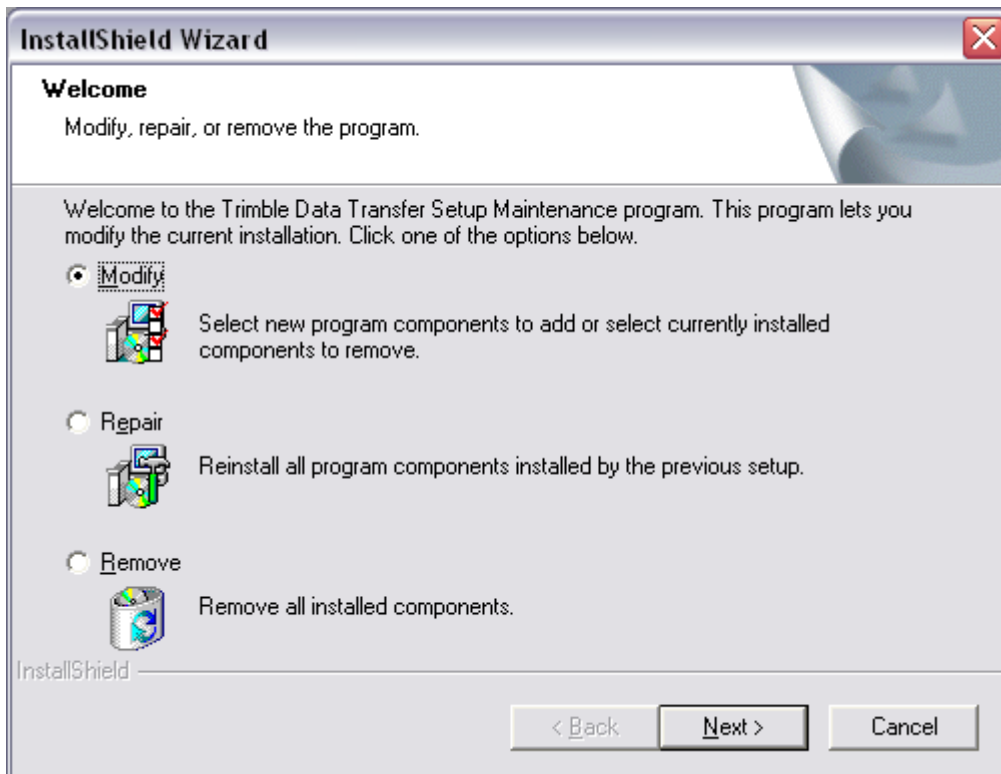 InstallShield Wizard
Welcome
Modify, repair, or remove the program.
Welcome to the Trimble Data Transfer Setup Maintenance program. This program lets you
modify the current installation. Click one of the options below.
Modify
Select new program components to add or select currently installed
components to remove.
Repair
Reinstall all program components installed by the previous setup.
Remove
Remove all installed components.
InstallShield
< Back
Next >
Cancel